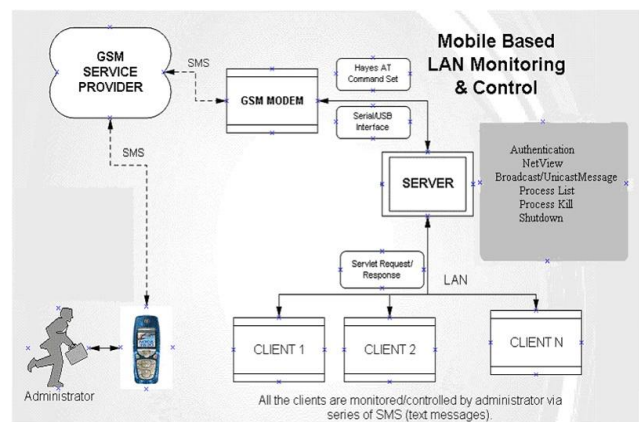 Mobile Based
LAN Monitoring
& Control
GSM
SERVICE
PROVIDER
SMS
GSM MODEM
Hayes AT
Command Set
Serial/USB
Interface
SMS
SERVER
Authentication
NetView
Broadcast/UnicastMessage
Process List
Process Kill
Shutdown
Servlet Request/
Response
LAN
CLIENT 1
CLIENT 2
CLIENT N
Administrator
All the clients are monitored/controlled by administrator via
series of SMS (text messages).